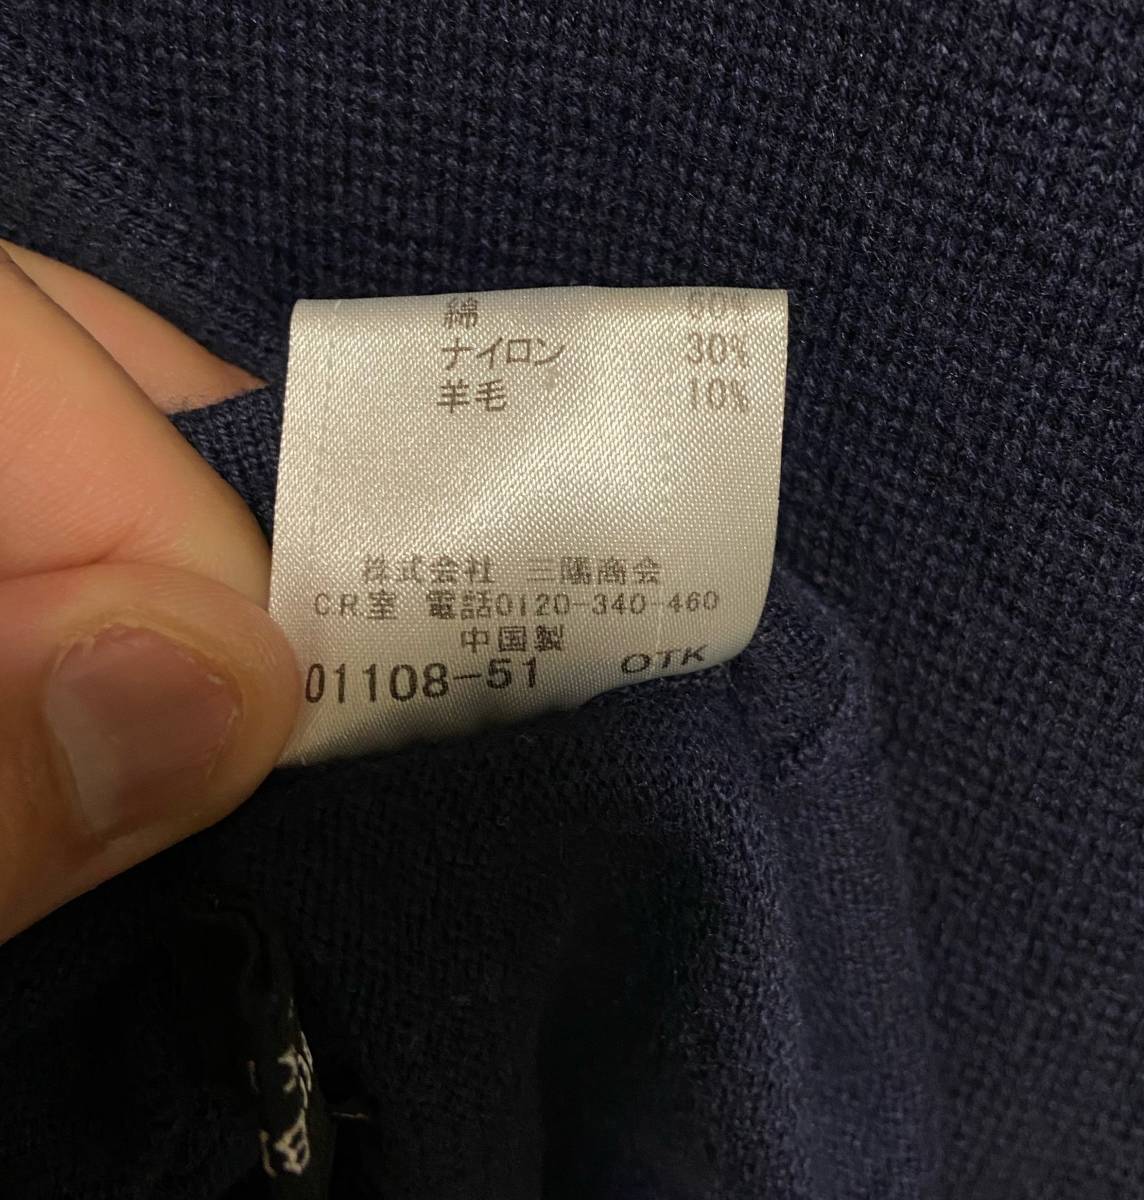 綿 60%
ナイロン 30%
羊毛 10%
株式会社 三陽商会
CR室 電話0120-340-460
中国製
01108-51 OTK